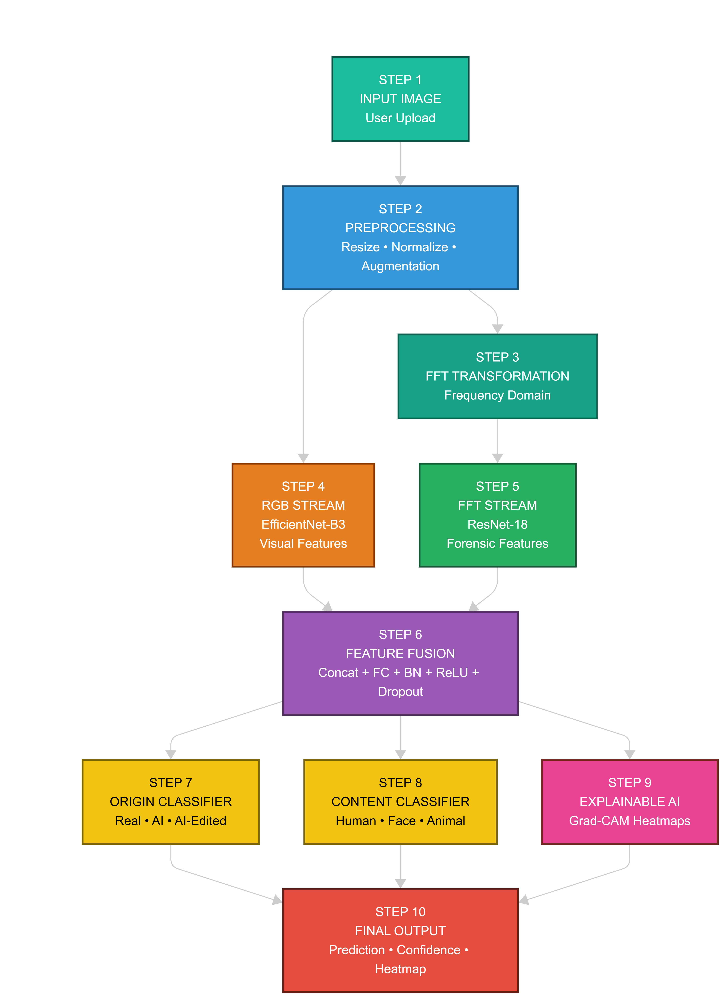 STEP 1
INPUT IMAGE
User Upload
STEP 2
PREPROCESSING
Resize • Normalize •
Augmentation
STEP 3
FFT TRANSFORMATION
Frequency Domain
STEP 4
RGB STREAM
EfficientNet-B3
Visual Features
STEP 5
FFT STREAM
ResNet-18
Forensic Features
STEP 6
FEATURE FUSION
Concat + FC + BN + ReLU +
Dropout
STEP 7
ORIGIN CLASSIFIER
Real • AI • AI-Edited
STEP 8
CONTENT CLASSIFIER
Human • Face • Animal
STEP 9
EXPLAINABLE AI
Grad-CAM Heatmaps
STEP 10
FINAL OUTPUT
Prediction • Confidence •
Heatmap